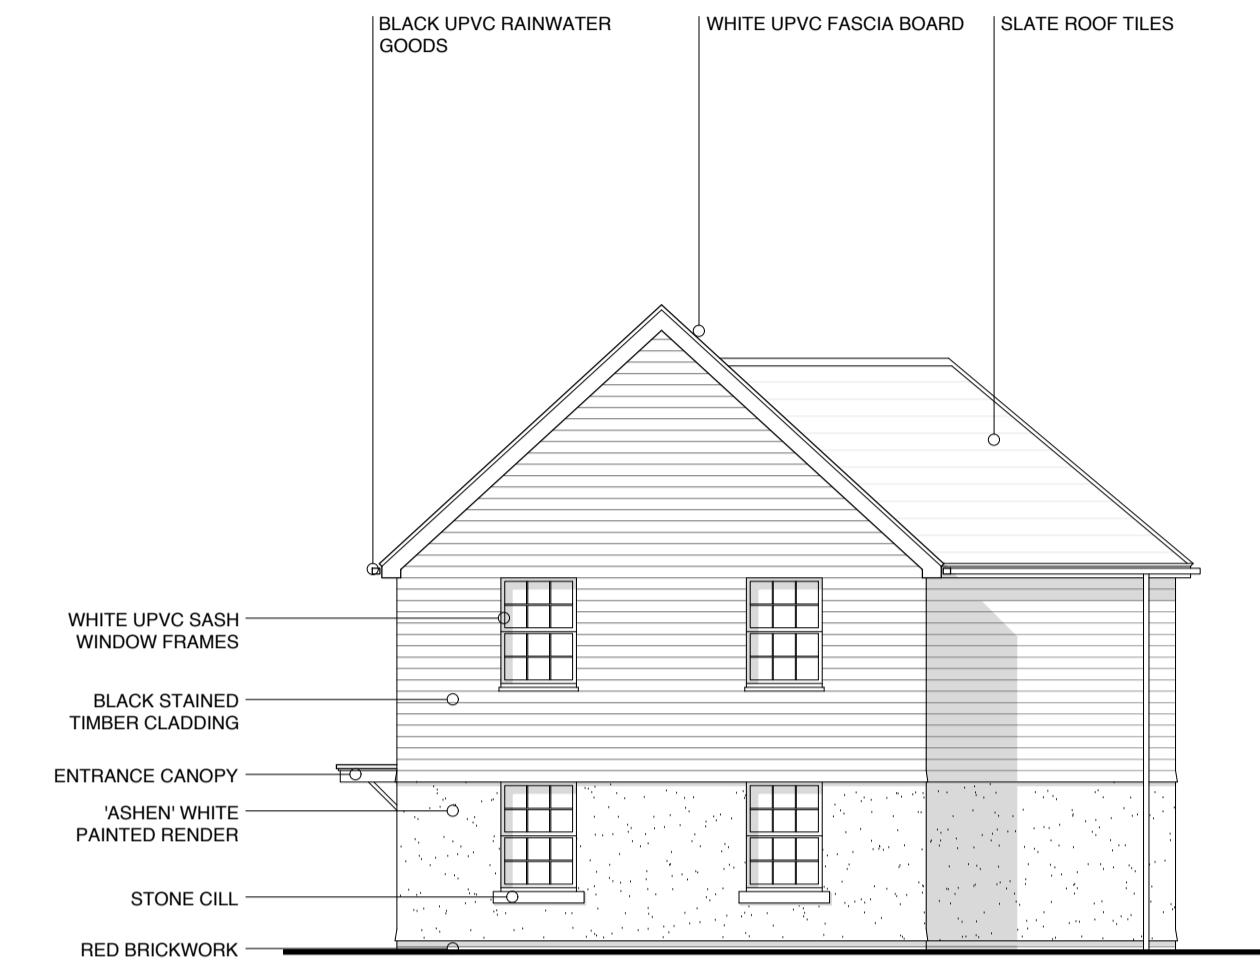 BLACK UPVC RAINWATER
GOODS
WHITE UPVC FASCIA BOARD
SLATE ROOF TILES
WHITE UPVC SASH
WINDOW FRAMES
BLACK STAINED
TIMBER CLADDING
ENTRANCE CANOPY
'ASHEN' WHITE
PAINTED RENDER
STONE CILL
RED BRICKWORK